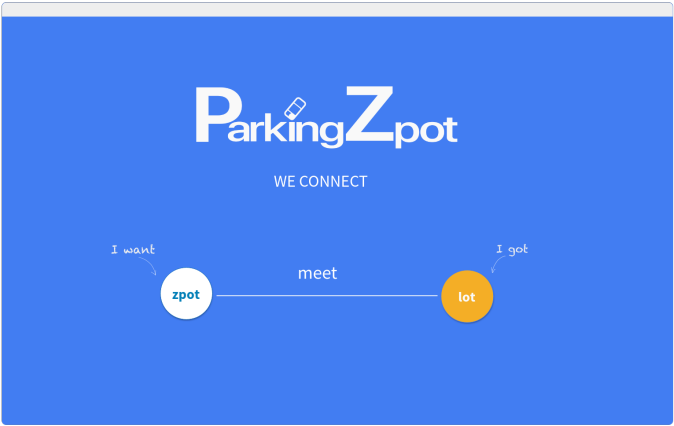 ParkingZpot
WE CONNECT
I want
I got
meet
zpot
lot